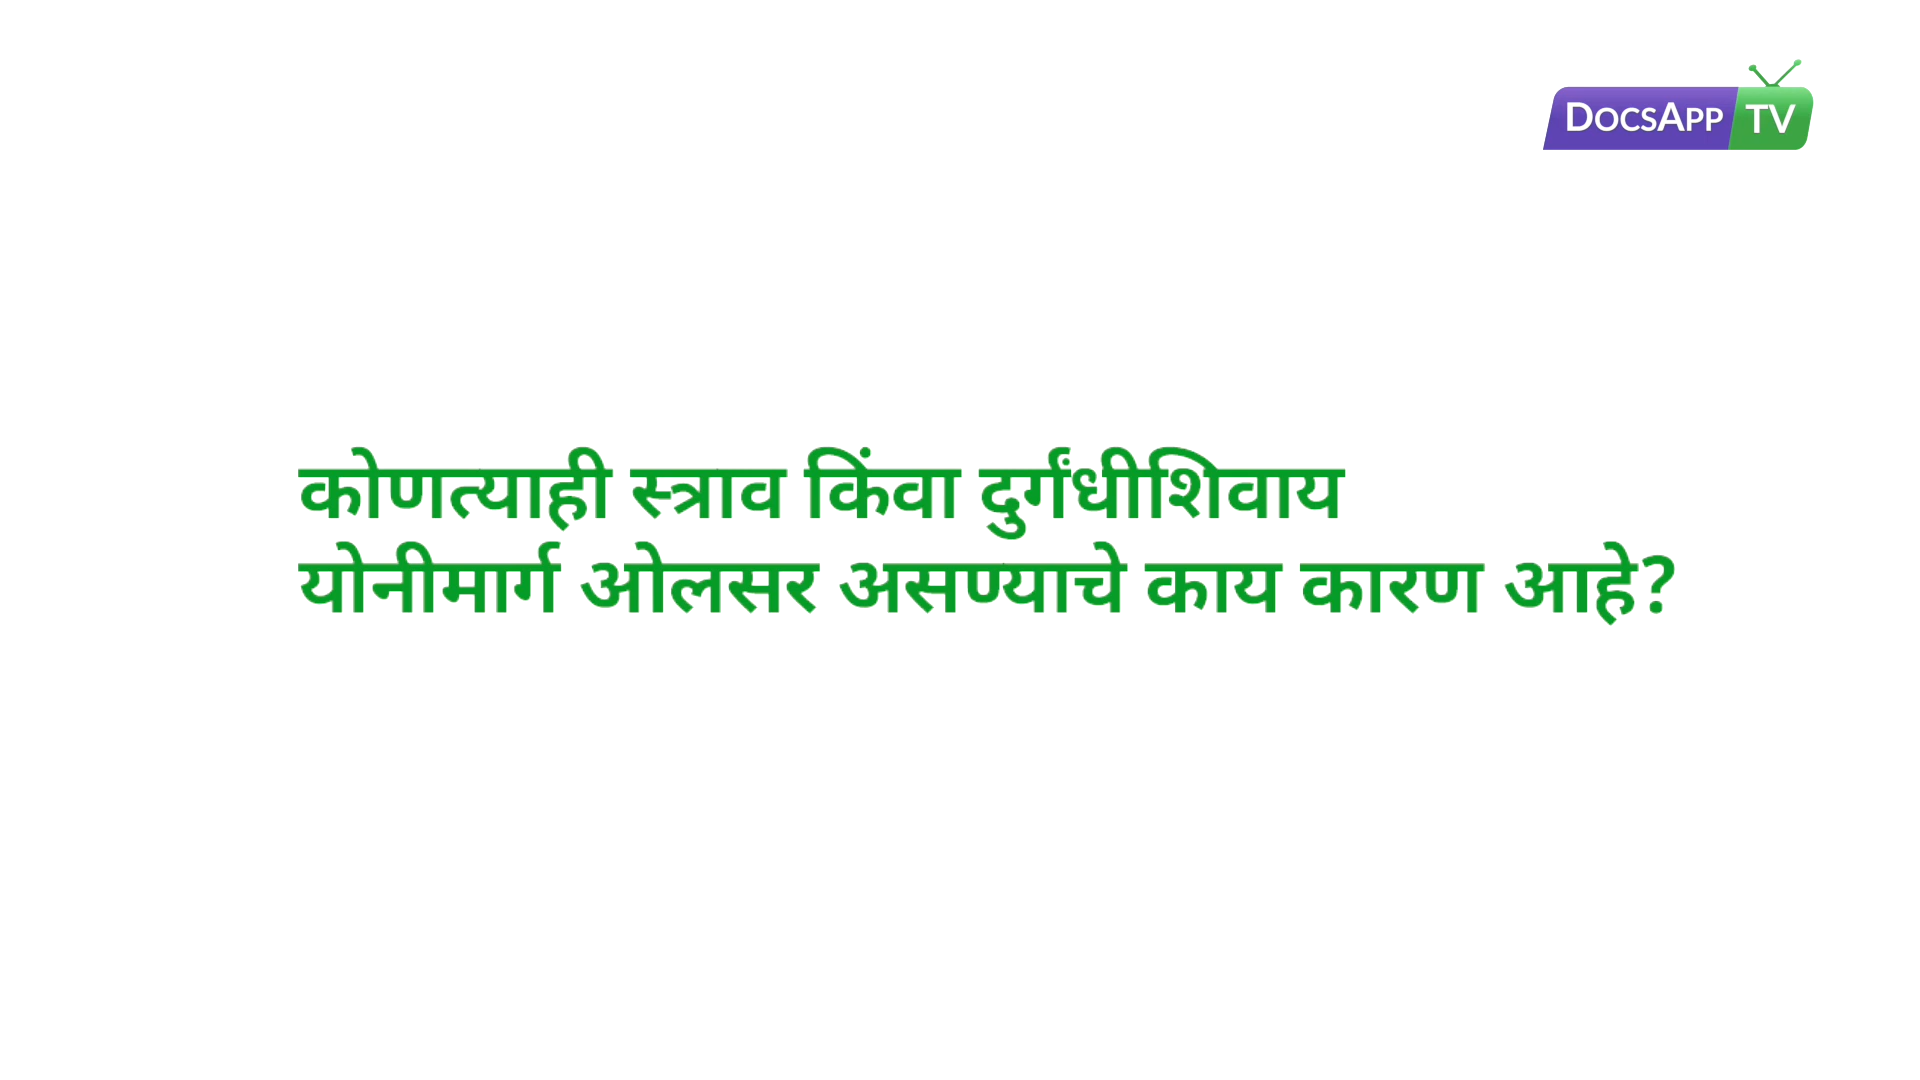 DOCSAPP TV
कोणत्याही स्त्राव किंवा दुर्गंधीशिवाय
योनीमार्ग ओलसर असण्याचे काय कारण आहे?